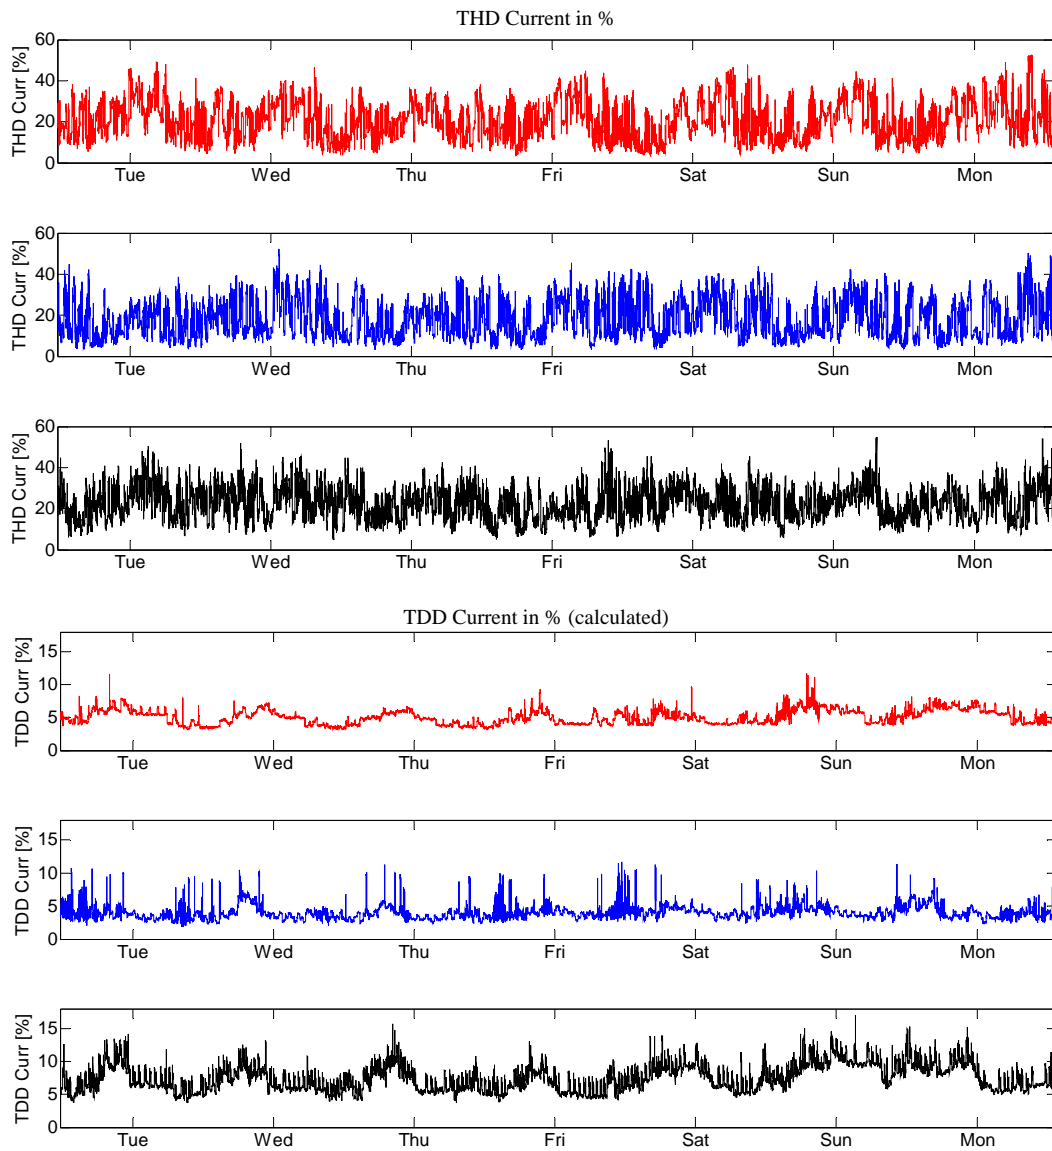 THD Current in %
THD Curr [%]
60
40
20
0
Tue Wed Thu Fri Sat Sun Mon
THD Curr [%]
60
40
20
0
Tue Wed Thu Fri Sat Sun Mon
THD Curr [%]
60
40
20
0
Tue Wed Thu Fri Sat Sun Mon
TDD Current in % (calculated)
TDD Curr [%]
15
10
5
0
Tue Wed Thu Fri Sat Sun Mon
TDD Curr [%]
15
10
5
0
Tue Wed Thu Fri Sat Sun Mon
TDD Curr [%]
15
10
5
0
Tue Wed Thu Fri Sat Sun Mon